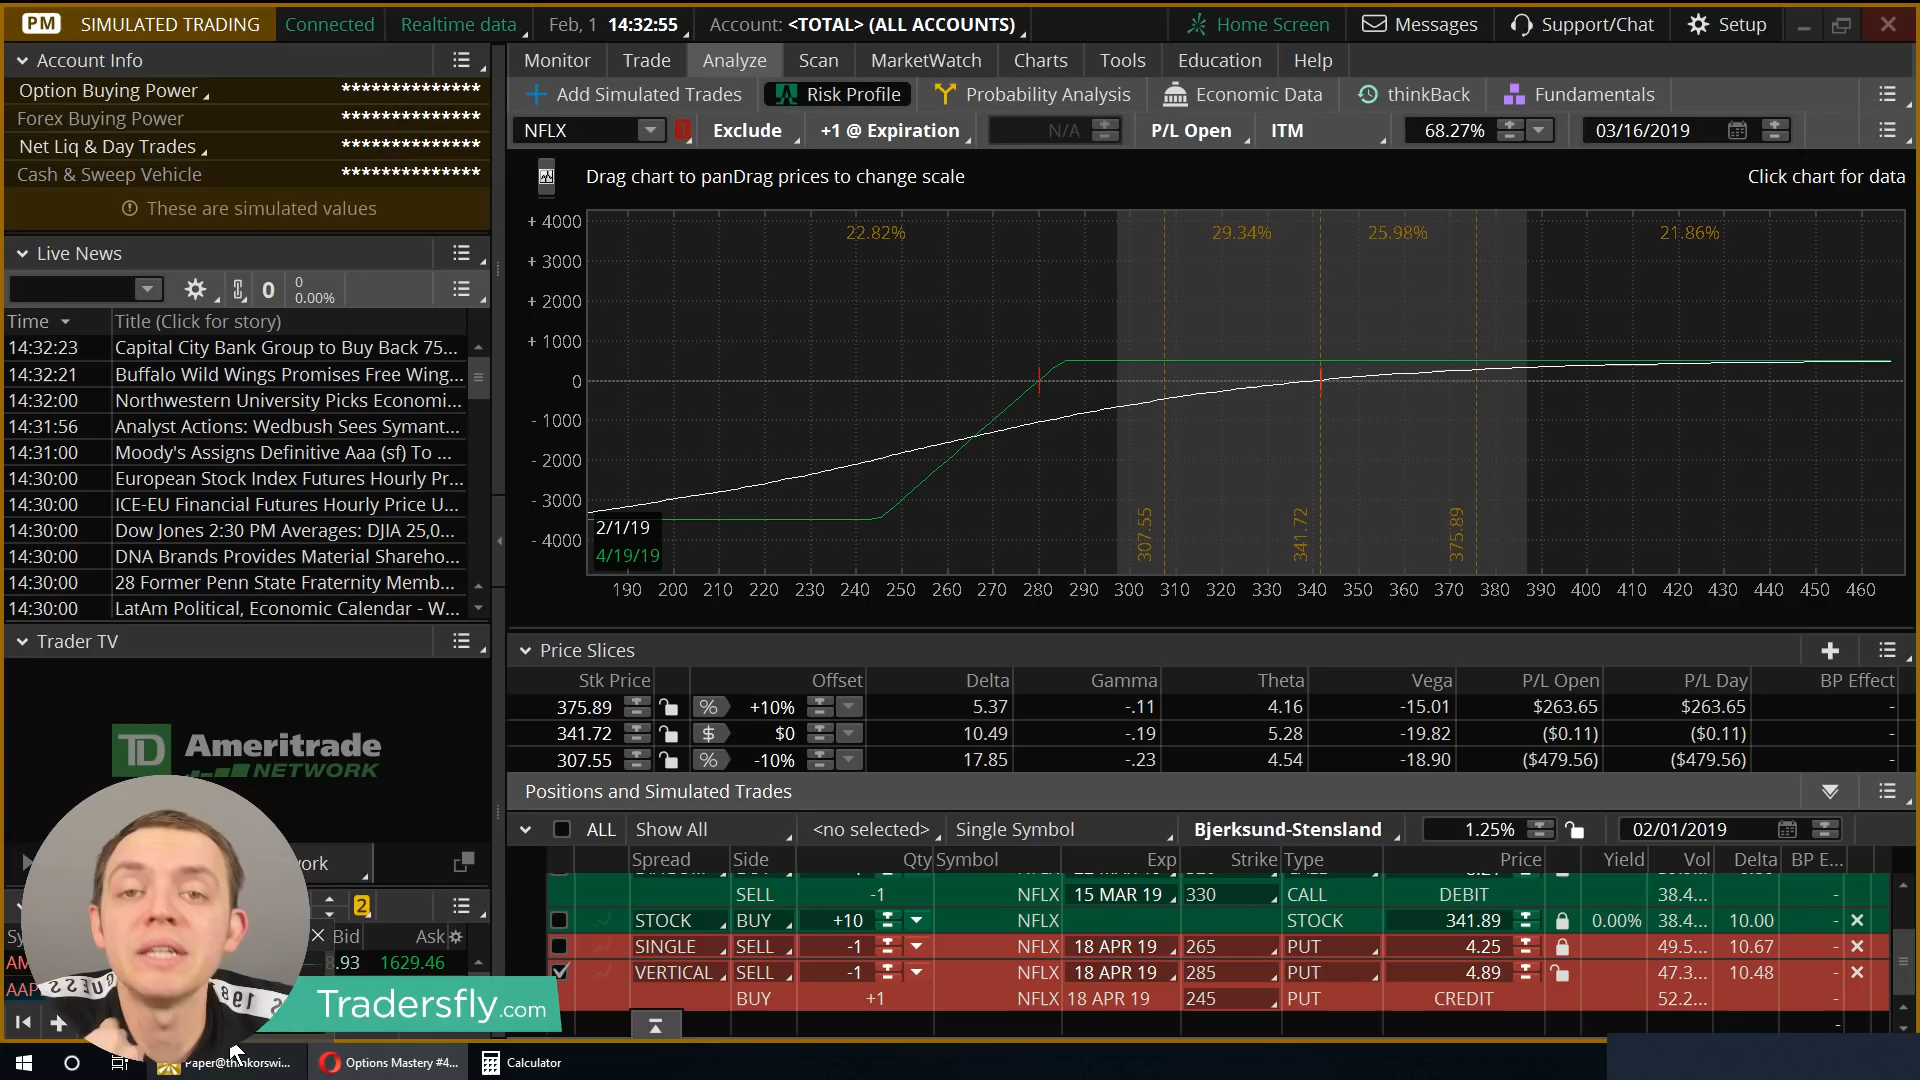 PM SIMULATED TRADING Connected Realtime data Feb, 1 14:32:55 Account: <TOTAL> (ALL ACCOUNTS) Home Screen Messages Support/Chat Setup
Account Info
Option Buying Power **************
Forex Buying Power **************
Net Liq & Day Trades **************
Cash & Sweep Vehicle **************
These are simulated values
Live News
0 0
0.00%
Time Title (Click for story)
14:32:23 Capital City Bank Group to Buy Back 75...
14:32:21 Buffalo Wild Wings Promises Free Wing...
14:32:00 Northwestern University Picks Economi...
14:31:56 Analyst Actions: Wedbush Sees Symant...
14:31:00 Moody's Assigns Definitive Aaa (sf) To ...
14:30:00 European Stock Index Futures Hourly Pr...
14:30:00 ICE-EU Financial Futures Hourly Price U...
14:30:00 Dow Jones 2:30 PM Averages: DJIA 25,0...
14:30:00 DNA Brands Provides Material Shareho...
14:30:00 28 Former Penn State Fraternity Memb...
14:30:00 LatAm Political, Economic Calendar - W...
Trader TV
TD Ameritrade
NETWORK
2
Bid Ask
8.93 1629.46
AAP
Tradersfly.com
Monitor Trade Analyze Scan MarketWatch Charts Tools Education Help
Add Simulated Trades Risk Profile Probability Analysis Economic Data thinkBack Fundamentals
NFLX Exclude +1 @ Expiration N/A P/L Open ITM 68.27% 03/16/2019
Drag chart to panDrag prices to change scale Click chart for data
22.82% 29.34% 25.98% 21.86%
+ 4000
+ 3000
+ 2000
+ 1000
0
- 1000
- 2000
- 3000
- 4000
2/1/19
4/19/19
307.55 341.72 375.89
190 200 210 220 230 240 250 260 270 280 290 300 310 320 330 340 350 360 370 380 390 400 410 420 430 440 450 460
Price Slices
Stk Price Offset Delta Gamma Theta Vega P/L Open P/L Day BP Effect
375.89 % +10% 5.37 -.11 4.16 -15.01 $263.65 $263.65 -
341.72 $ $0 10.49 -.19 5.28 -19.82 ($0.11) ($0.11) -
307.55 % -10% 17.85 -.23 4.54 -18.90 ($479.56) ($479.56) -
Positions and Simulated Trades
ALL Show All <no selected> Single Symbol Bjerksund-Stensland 1.25% 02/01/2019
Spread Side Qty Symbol Exp Strike Type Price Yield Vol Delta BP E...
SELL -1 NFLX 15 MAR 19 330 CALL DEBIT 38.4... -
STOCK BUY +10 NFLX STOCK 341.89 0.00% 38.4... 10.00 -
SINGLE SELL -1 NFLX 18 APR 19 265 PUT 4.25 49.5... 10.67 -
VERTICAL SELL -1 NFLX 18 APR 19 285 PUT 4.89 47.3... 10.48 -
BUY +1 NFLX 18 APR 19 245 PUT CREDIT 52.2... -
Paper@thinkorswi... Options Mastery #4... Calculator